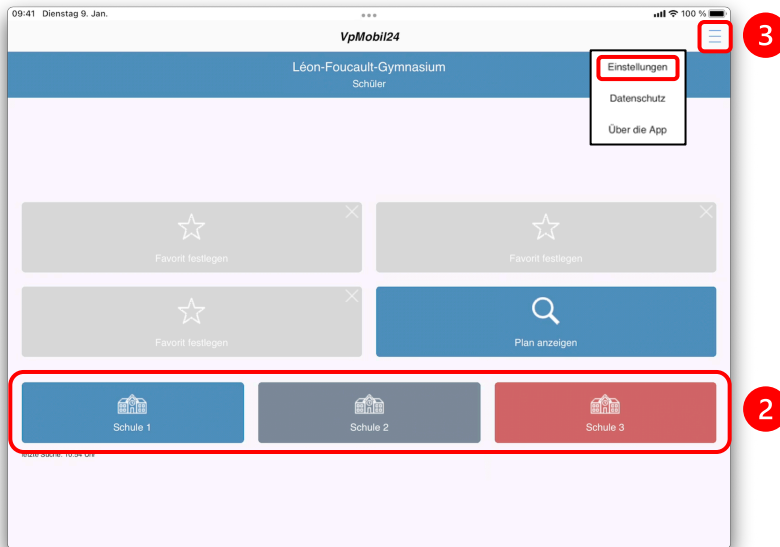 09:41 Dienstag 9. Jan.
100 %
VpMobil24
3
Léon-Foucault-Gymnasium
Schüler
Einstellungen
Datenschutz
Über die App
Favorit festlegen
Favorit festlegen
Favorit festlegen
Plan anzeigen
2
Schule 1
Schule 2
Schule 3
letzte Suche: 10:54 Uhr